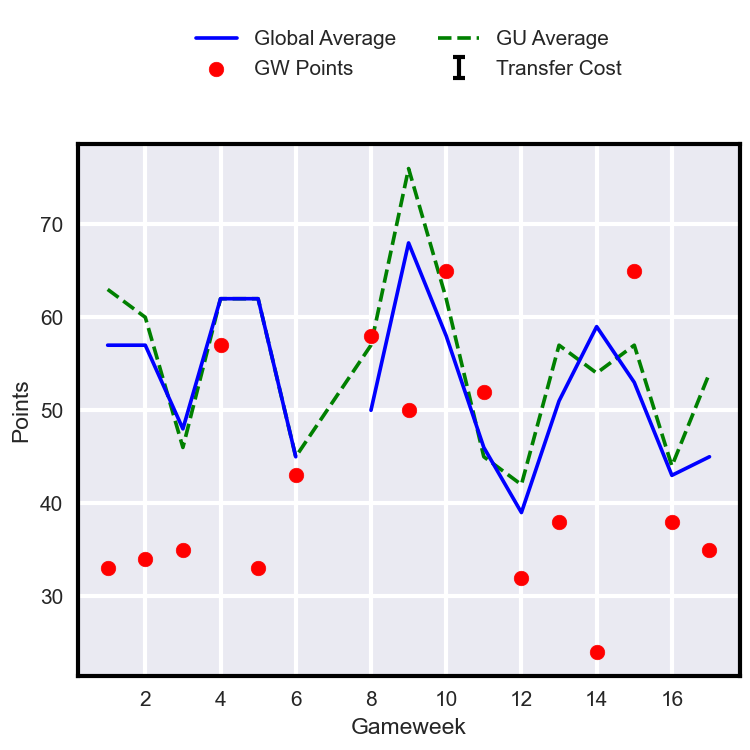 Global Average GU Average
GW Points Transfer Cost
70
60
50
40
30
Points
2 4 6 8 10 12 14 16
Gameweek